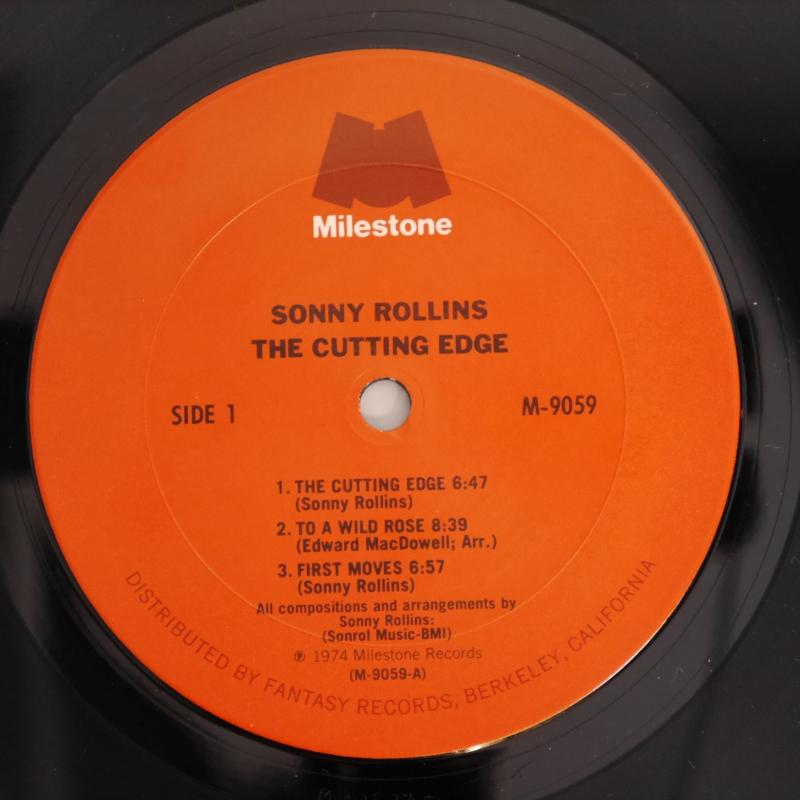 Milestone
SONNY ROLLINS
THE CUTTING EDGE
SIDE 1
M-9059
1. THE CUTTING EDGE 6:47
(Sonny Rollins)
2. TO A WILD ROSE 8:39
(Edward MacDowell; Arr.)
3. FIRST MOVES 6:57
(Sonny Rollins)
All compositions and arrangements by
Sonny Rollins:
(Sonrol Music-BMI)
℗ 1974 Milestone Records
(M-9059-A)
DISTRIBUTED BY FANTASY RECORDS, BERKELEY, CALIFORNIA